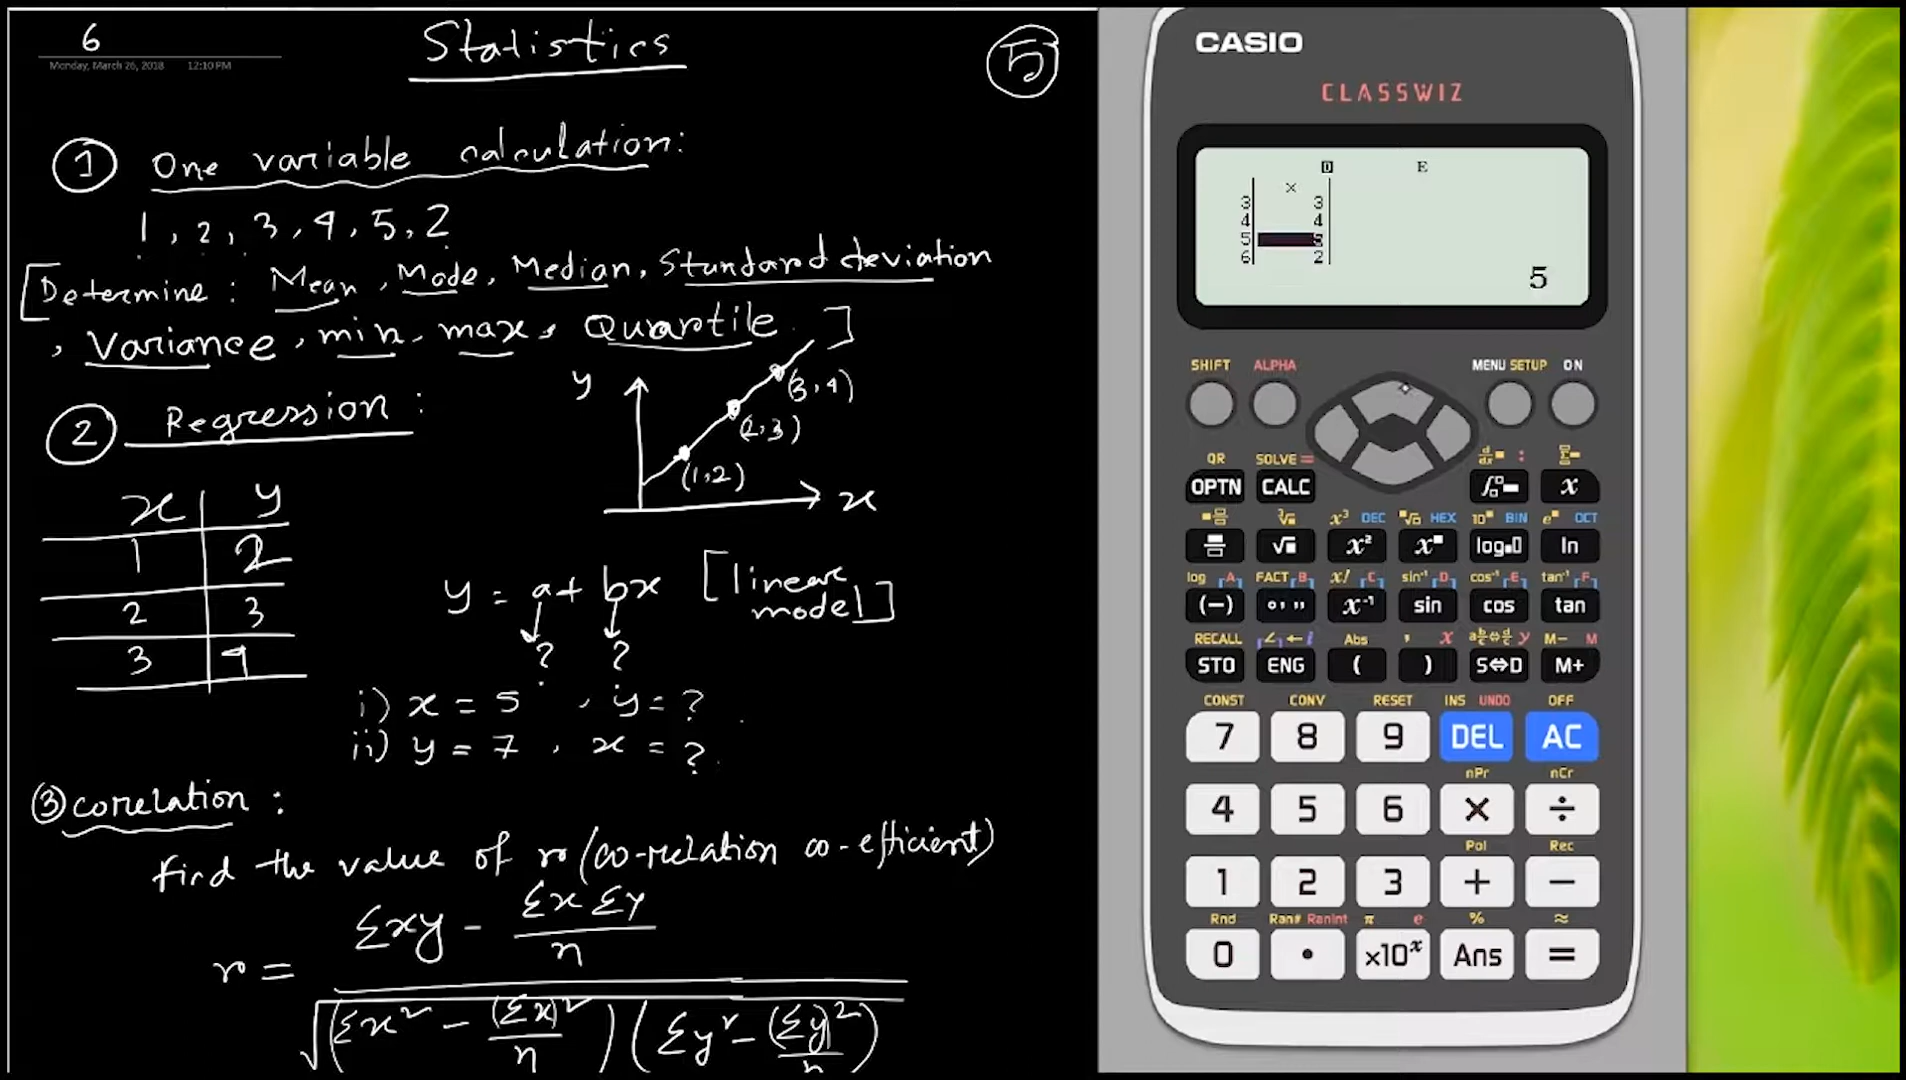 6
Monday, March 26, 2018 12:10 PM
Statistics
5
1 One variable calculation:
1, 2, 3, 4, 5, 2
[Determine: Mean, Mode, Median, Standard deviation
, Variance, min, max, Quartile ]
2 Regression:
x y
1 2
2 3
3 4
y
(3,4)
(2,3)
(1,2)
x
y = a + bx [linear model]
? ?
i) x = 5 , y = ?
ii) y = 7 , x = ?
3 corelation:
find the value of r (co-relation co-efficient)
r = Σxy - ΣxΣy/n
√(Σx² - (Σx)²/n) (Σy² - (Σy)²/n)
CASIO
CLASSWIZ
D E
x
3 3
4 4
5
6 2
5
SHIFT ALPHA MENU SETUP ON
QR SOLVE = d/dx :
OPTN CALC ∫ x
x³ DEC HEX 10 BIN e OCT
√ x² x log ln
log A FACT B x! C sin⁻¹ D cos⁻¹ E tan⁻¹ F
(−) °''' x⁻¹ sin cos tan
RECALL ∠ ← i Abs , x a b/c⇔d/c y M− M
STO ENG ( ) S⇔D M+
CONST CONV RESET INS UNDO OFF
7 8 9 DEL AC
nPr nCr
4 5 6 × ÷
Pol Rec
1 2 3 + −
Rnd Ran# RanInt π e % ≈
0 • ×10ˣ Ans =